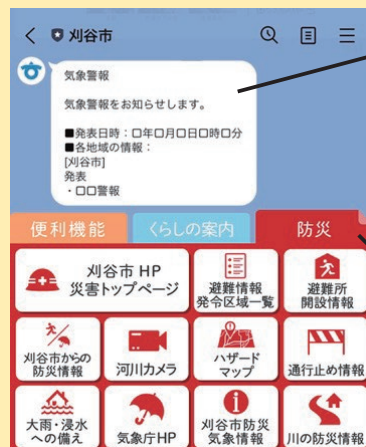 刈谷市
気象警報
気象警報をお知らせします。
■発表日時：□年□月□日□時□分
■各地域の情報：
[刈谷市]
発表
・□□警報
便利機能
くらしの案内
防災
刈谷市 HP
災害トップページ
避難情報
発令区域一覧
避難所
開設情報
刈谷市からの
防災情報
河川カメラ
ハザード
マップ
通行止め情報
大雨・浸水
への備え
気象庁HP
刈谷市防災
気象情報
川の防災情報